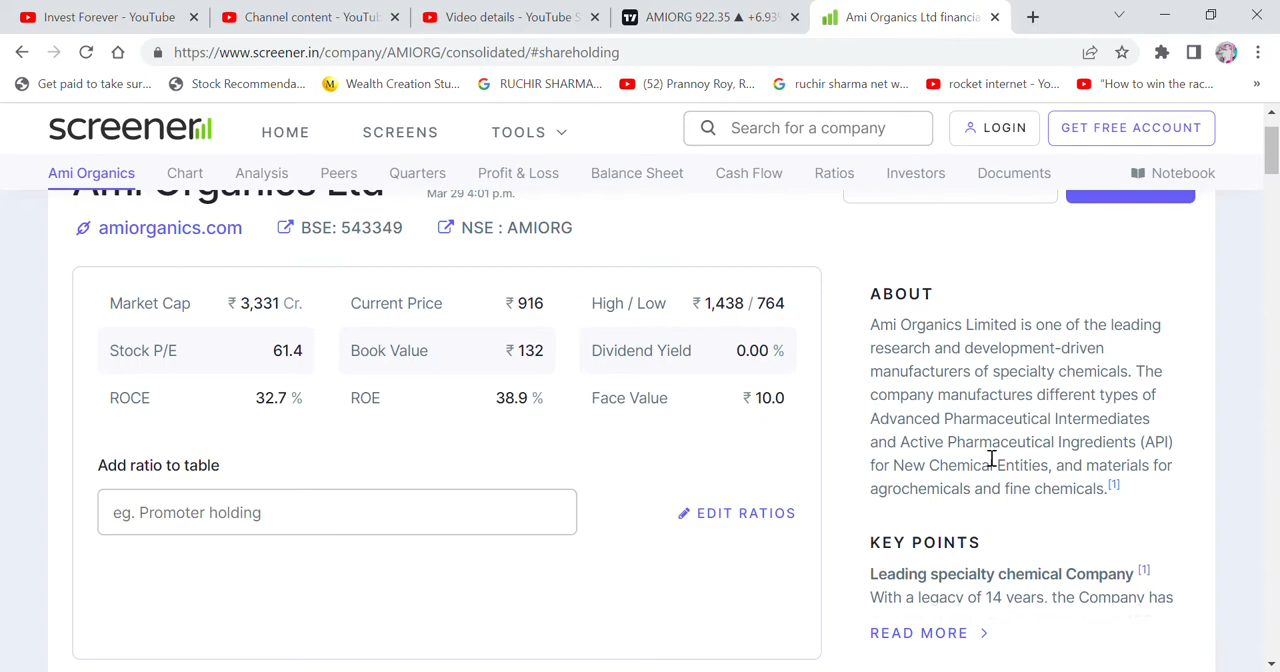 Invest Forever - YouTube
Channel content - YouTu
Video details - YouTube S
AMIORG 922.35 ▲ +6.93
Ami Organics Ltd financia
https://www.screener.in/company/AMIORG/consolidated/#shareholding
Get paid to take sur...
Stock Recommenda...
Wealth Creation Stu...
RUCHIR SHARMA...
(52) Prannoy Roy, R...
ruchir sharma net w...
rocket internet - Yo...
"How to win the rac...
»
screener
HOME
SCREENS
TOOLS
Search for a company
LOGIN
GET FREE ACCOUNT
Ami Organics
Chart
Analysis
Peers
Quarters
Profit & Loss
Balance Sheet
Cash Flow
Ratios
Investors
Documents
Notebook
Ami Organics Ltd
Mar 29 4:01 p.m.
amiorganics.com
BSE: 543349
NSE : AMIORG
Market Cap ₹ 3,331 Cr.
Current Price ₹ 916
High / Low ₹ 1,438 / 764
Stock P/E 61.4
Book Value ₹ 132
Dividend Yield 0.00 %
ROCE 32.7 %
ROE 38.9 %
Face Value ₹ 10.0
Add ratio to table
eg. Promoter holding
EDIT RATIOS
ABOUT
Ami Organics Limited is one of the leading
research and development-driven
manufacturers of specialty chemicals. The
company manufactures different types of
Advanced Pharmaceutical Intermediates
and Active Pharmaceutical Ingredients (API)
for New Chemical Entities, and materials for
agrochemicals and fine chemicals.[1]
KEY POINTS
Leading specialty chemical Company [1]
With a legacy of 14 years, the Company has
READ MORE